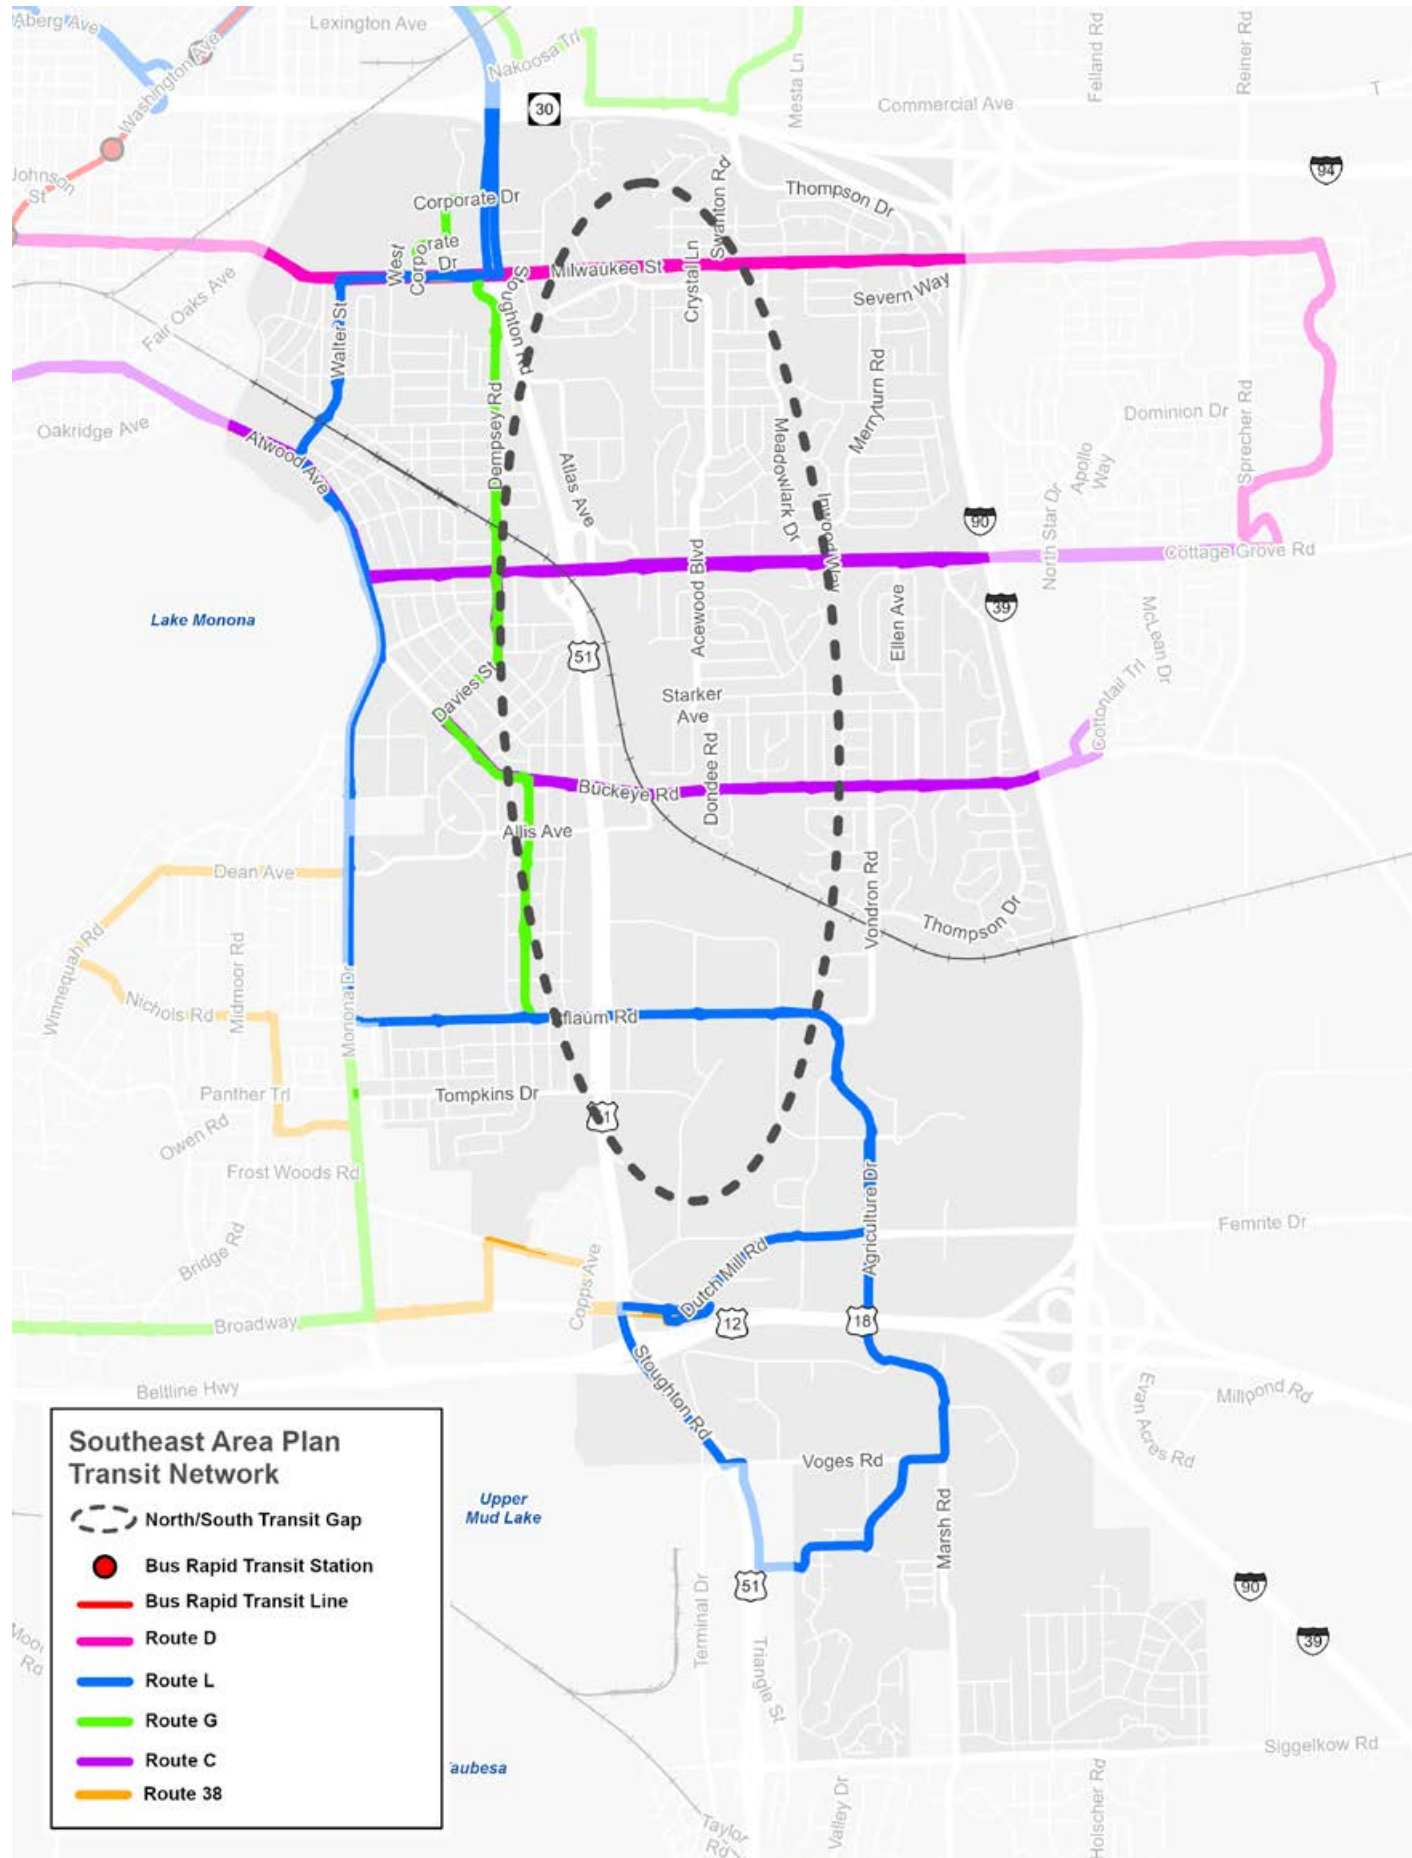 Aberg Ave
Lexington Ave
Washington Ave
Nakoosa Trl
Mesta Ln
Felland Rd
Reiner Rd
30
Commercial Ave
T
94
Johnson
St
Corporate Dr
Swanton Rd
Thompson Dr
West
Corporate
Dr
Milwaukee St
Crystal Ln
Stoughton Rd
Severn Way
Fair Oaks Ave
Walter St
Merryturn Rd
Dempsey Rd
Oakridge Ave
Atwood Ave
Atlas Ave
Meadowlark Dr
Inwood Way
Dominion Dr
Sprecher Rd
Apollo
Way
North Star Dr
90
Cottage Grove Rd
Acewood Blvd
39
Ellen Ave
McLean Dr
Lake Monona
51
Davies St
Starker
Ave
Cottontail Trl
Dondee Rd
Buckeye Rd
Allis Ave
Dean Ave
Vondron Rd
Thompson Dr
Winnequah Rd
Midmoor Rd
Nichols Rd
Monona Dr
flaum Rd
Panther Trl
Tompkins Dr
51
Owen Rd
Frost Woods Rd
Agriculture Dr
Femrite Dr
Bridge Rd
Copps Ave
Dutch Mill Rd
Broadway
12
18
Stoughton Rd
Beltline Hwy
Evan Acres Rd
Millpond Rd
Voges Rd
Marsh Rd
Upper
Mud Lake
51
90
39
Terminal Dr
Triangle St
Siggelkow Rd
Holscher Rd
Valley Dr
Taylor
Rd
Moor
Rd
aubesa
Southeast Area Plan
Transit Network
North/South Transit Gap
Bus Rapid Transit Station
Bus Rapid Transit Line
Route D
Route L
Route G
Route C
Route 38